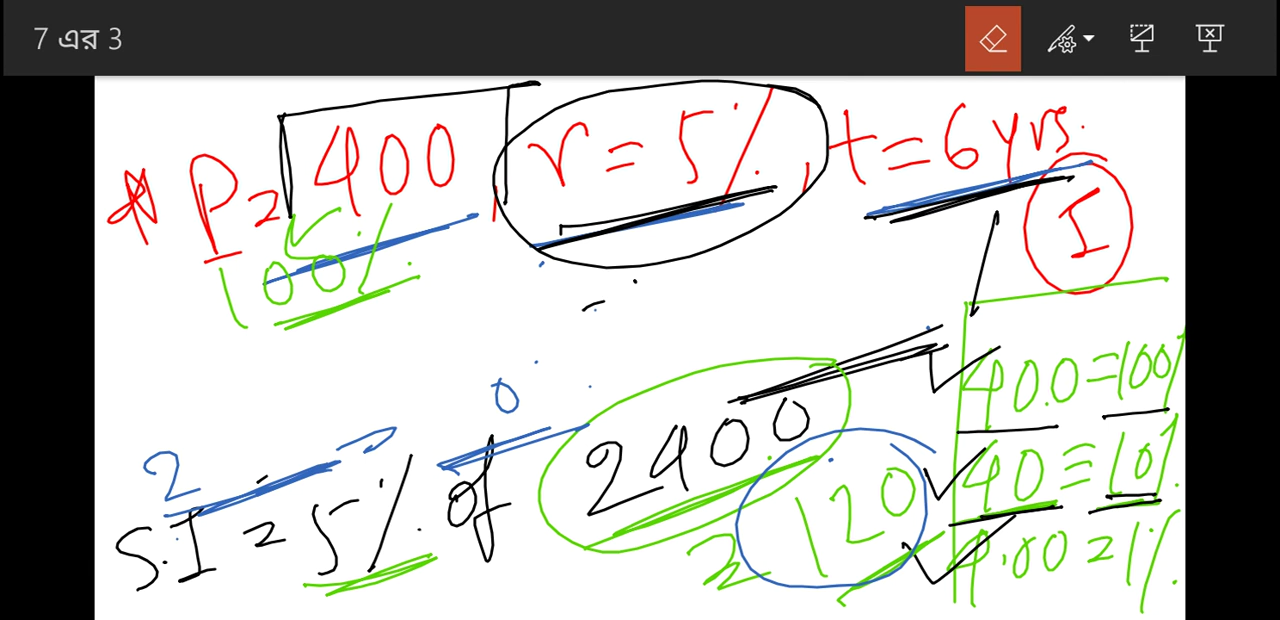 7 এর 3
* P = 400, r = 5%, t = 6 yrs.
100%
I
400 = 100%
40 = 10%
4.00 = 1%
S.I = 5% of 2400
= 120